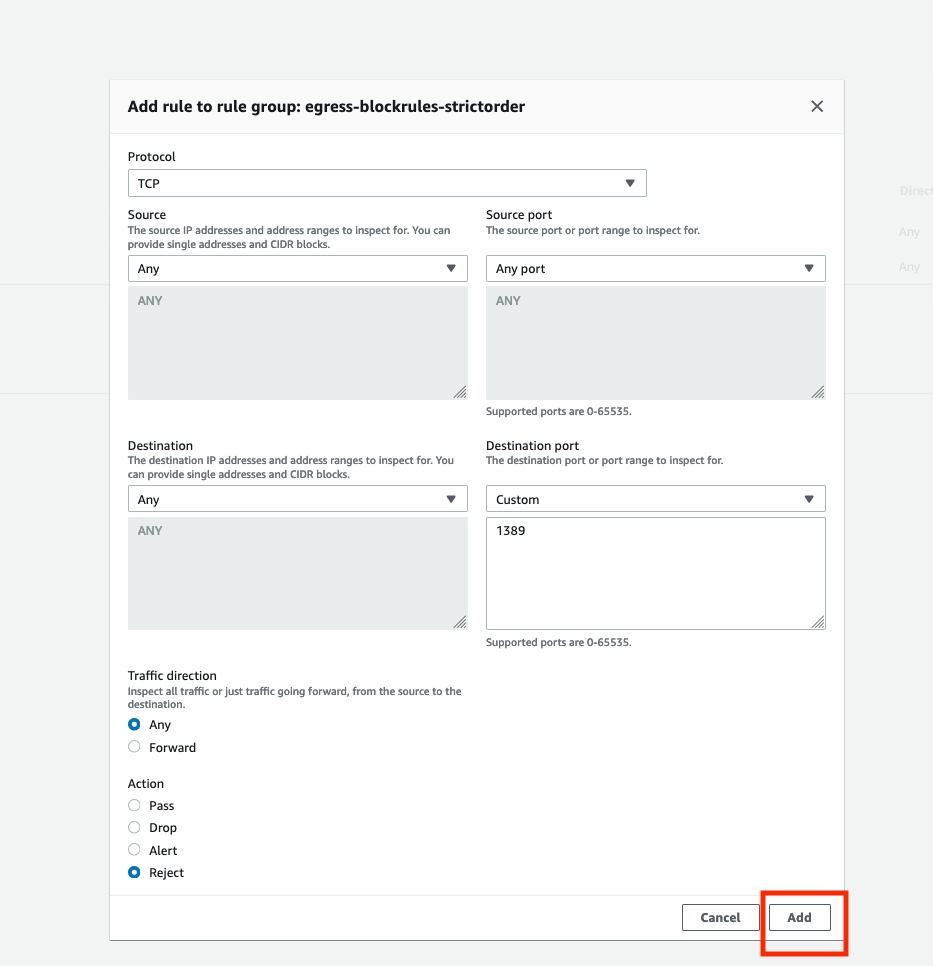 Add rule to rule group: egress-blockrules-strictorder
Protocol
TCP
Source
The source IP addresses and address ranges to inspect for. You can
provide single addresses and CIDR blocks.
Any
ANY
Source port
The source port or port range to inspect for.
Any port
ANY
Supported ports are 0-65535.
Destination
The destination IP addresses and address ranges to inspect for. You
can provide single addresses and CIDR blocks.
Any
ANY
Destination port
The destination port or port range to inspect for.
Custom
1389
Supported ports are 0-65535.
Traffic direction
Inspect all traffic or just traffic going forward, from the source to the
destination.
Any
Forward
Action
Pass
Drop
Alert
Reject
Cancel
Add
Direct
Any
Any